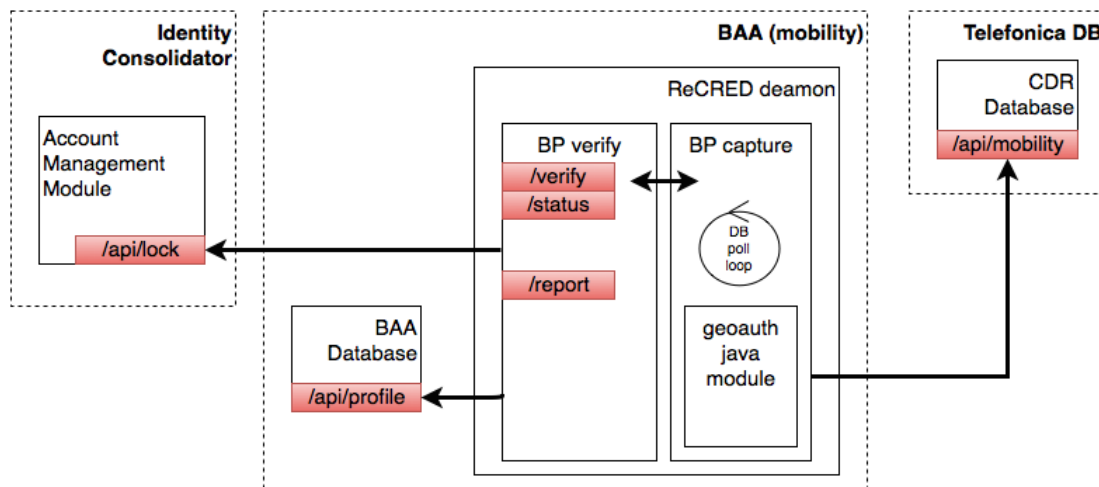 Identity
Consolidator
Account
Management
Module
/api/lock
BAA (mobility)
ReCRED deamon
BP verify
/verify
/status
/report
BP capture
DB
poll
loop
geoauth
java
module
BAA
Database
/api/profile
Telefonica DB
CDR
Database
/api/mobility